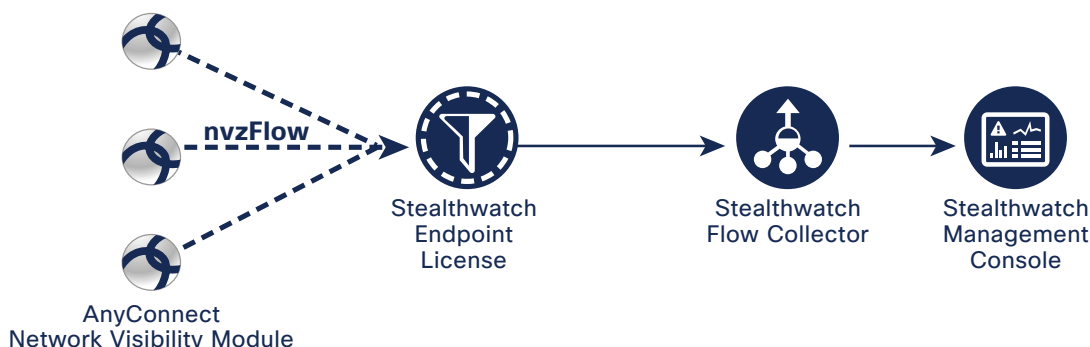 nvzFlow
AnyConnect
Network Visibility Module
Stealthwatch
Endpoint
License
Stealthwatch
Flow Collector
Stealthwatch
Management
Console